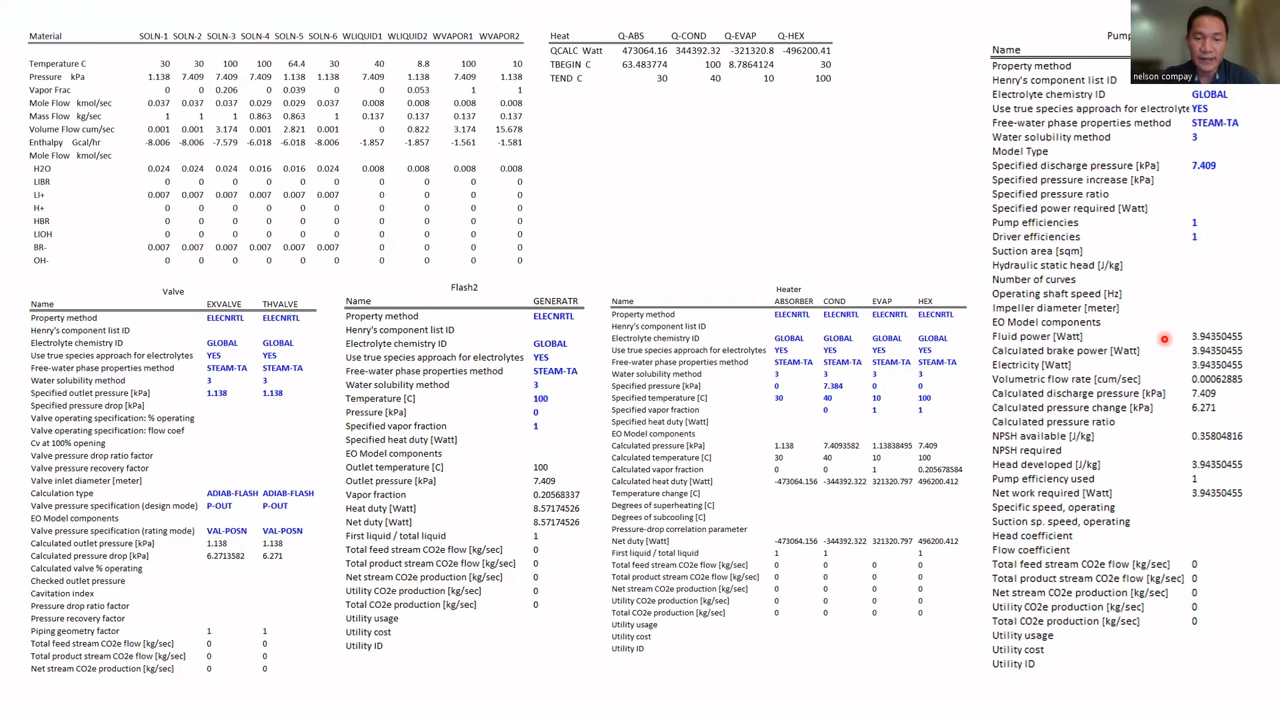 Material SOLN-1 SOLN-2 SOLN-3 SOLN-4 SOLN-5 SOLN-6 WLIQUID1 WLIQUID2 WVAPOR1 WVAPOR2
Temperature C 30 30 100 100 64.4 30 40 8.8 100 10
Pressure kPa 1.138 7.409 7.409 7.409 1.138 1.138 7.409 1.138 7.409 1.138
Vapor Frac 0 0 0.206 0 0.039 0 0 0.053 1 1
Mole Flow kmol/sec 0.037 0.037 0.037 0.029 0.029 0.037 0.008 0.008 0.008 0.008
Mass Flow kg/sec 1 1 1 0.863 0.863 1 0.137 0.137 0.137 0.137
Volume Flow cum/sec 0.001 0.001 3.174 0.001 2.821 0.001 0 0.822 3.174 15.678
Enthalpy Gcal/hr -8.006 -8.006 -7.579 -6.018 -6.018 -8.006 -1.857 -1.857 -1.561 -1.581
Mole Flow kmol/sec
H2O 0.024 0.024 0.024 0.016 0.016 0.024 0.008 0.008 0.008 0.008
LIBR 0 0 0 0 0 0 0 0 0 0
LI+ 0.007 0.007 0.007 0.007 0.007 0.007 0 0 0 0
H+ 0 0 0 0 0 0 0 0 0 0
HBR 0 0 0 0 0 0 0 0 0 0
LIOH 0 0 0 0 0 0 0 0 0 0
BR- 0.007 0.007 0.007 0.007 0.007 0.007 0 0 0 0
OH- 0 0 0 0 0 0 0 0 0 0
Heat Q-ABS Q-COND Q-EVAP Q-HEX
QCALC Watt 473064.16 344392.32 -321320.8 -496200.41
TBEGIN C 63.483774 100 8.7864124 30
TEND C 30 40 10 100
Valve
Name EXVALVE THVALVE
Property method ELECNRTL ELECNRTL
Henry's component list ID
Electrolyte chemistry ID GLOBAL GLOBAL
Use true species approach for electrolytes YES YES
Free-water phase properties method STEAM-TA STEAM-TA
Water solubility method 3 3
Specified outlet pressure [kPa] 1.138 1.138
Specified pressure drop [kPa]
Valve operating specification: % operating
Valve operating specification: flow coef
Cv at 100% opening
Valve pressure drop ratio factor
Valve pressure recovery factor
Valve inlet diameter [meter]
Calculation type ADIAB-FLASH ADIAB-FLASH
Valve pressure specification (design mode) P-OUT P-OUT
EO Model components
Valve pressure specification (rating mode) VAL-POSN VAL-POSN
Calculated outlet pressure [kPa] 1.138 1.138
Calculated pressure drop [kPa] 6.2713582 6.271
Calculated valve % operating
Checked outlet pressure
Cavitation index
Pressure drop ratio factor
Pressure recovery factor
Piping geometry factor 1 1
Total feed stream CO2e flow [kg/sec] 0 0
Total product stream CO2e flow [kg/sec] 0 0
Net stream CO2e production [kg/sec] 0 0
Flash2
Name GENERATR
Property method ELECNRTL
Henry's component list ID
Electrolyte chemistry ID GLOBAL
Use true species approach for electrolytes YES
Free-water phase properties method STEAM-TA
Water solubility method 3
Temperature [C] 100
Pressure [kPa] 0
Specified vapor fraction 1
Specified heat duty [Watt]
EO Model components
Outlet temperature [C] 100
Outlet pressure [kPa] 7.409
Vapor fraction 0.20568337
Heat duty [Watt] 8.57174526
Net duty [Watt] 8.57174526
First liquid / total liquid 1
Total feed stream CO2e flow [kg/sec] 0
Total product stream CO2e flow [kg/sec] 0
Net stream CO2e production [kg/sec] 0
Utility CO2e production [kg/sec] 0
Total CO2e production [kg/sec] 0
Utility usage
Utility cost
Utility ID
Heater
Name ABSORBER COND EVAP HEX
Property method ELECNRTL ELECNRTL ELECNRTL ELECNRTL
Henry's component list ID
Electrolyte chemistry ID GLOBAL GLOBAL GLOBAL GLOBAL
Use true species approach for electrolytes YES YES YES YES
Free-water phase properties method STEAM-TA STEAM-TA STEAM-TA STEAM-TA
Water solubility method 3 3 3 3
Specified pressure [kPa] 0 7.384 0 0
Specified temperature [C] 30 40 10 100
Specified vapor fraction 0 1 1
Specified heat duty [Watt]
EO Model components
Calculated pressure [kPa] 1.138 7.4093582 1.13838495 7.409
Calculated temperature [C] 30 40 10 100
Calculated vapor fraction 0 0 1 0.205678584
Calculated heat duty [Watt] -473064.156 -344392.322 321320.797 496200.412
Temperature change [C]
Degrees of superheating [C]
Degrees of subcooling [C]
Pressure-drop correlation parameter
Net duty [Watt] -473064.156 -344392.322 321320.797 496200.412
First liquid / total liquid 1 1 1
Total feed stream CO2e flow [kg/sec] 0 0 0 0
Total product stream CO2e flow [kg/sec] 0 0 0 0
Net stream CO2e production [kg/sec] 0 0 0 0
Utility CO2e production [kg/sec] 0 0 0 0
Total CO2e production [kg/sec] 0 0 0 0
Utility usage
Utility cost
Utility ID
Pump
Name
Property method
Henry's component list ID
Electrolyte chemistry ID GLOBAL
Use true species approach for electrolyte YES
Free-water phase properties method STEAM-TA
Water solubility method 3
Model Type
Specified discharge pressure [kPa] 7.409
Specified pressure increase [kPa]
Specified pressure ratio
Specified power required [Watt]
Pump efficiencies 1
Driver efficiencies 1
Suction area [sqm]
Hydraulic static head [J/kg]
Number of curves
Operating shaft speed [Hz]
Impeller diameter [meter]
EO Model components
Fluid power [Watt] 3.94350455
Calculated brake power [Watt] 3.94350455
Electricity [Watt] 3.94350455
Volumetric flow rate [cum/sec] 0.00062885
Calculated discharge pressure [kPa] 7.409
Calculated pressure change [kPa] 6.271
Calculated pressure ratio
NPSH available [J/kg] 0.35804816
NPSH required
Head developed [J/kg] 3.94350455
Pump efficiency used 1
Net work required [Watt] 3.94350455
Specific speed, operating
Suction sp. speed, operating
Head coefficient
Flow coefficient
Total feed stream CO2e flow [kg/sec] 0
Total product stream CO2e flow [kg/sec] 0
Net stream CO2e production [kg/sec] 0
Utility CO2e production [kg/sec] 0
Total CO2e production [kg/sec] 0
Utility usage
Utility cost
Utility ID
nelson compay